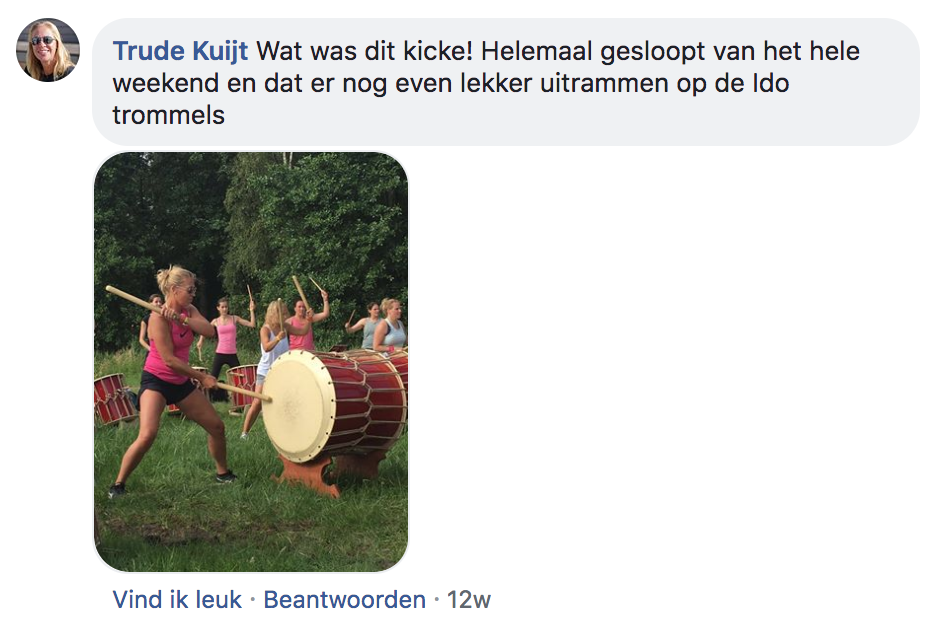 Trude Kuijt Wat was dit kicke! Helemaal gesloopt van het hele
weekend en dat er nog even lekker uitrammen op de Ido
trommels
Vind ik leuk · Beantwoorden · 12w